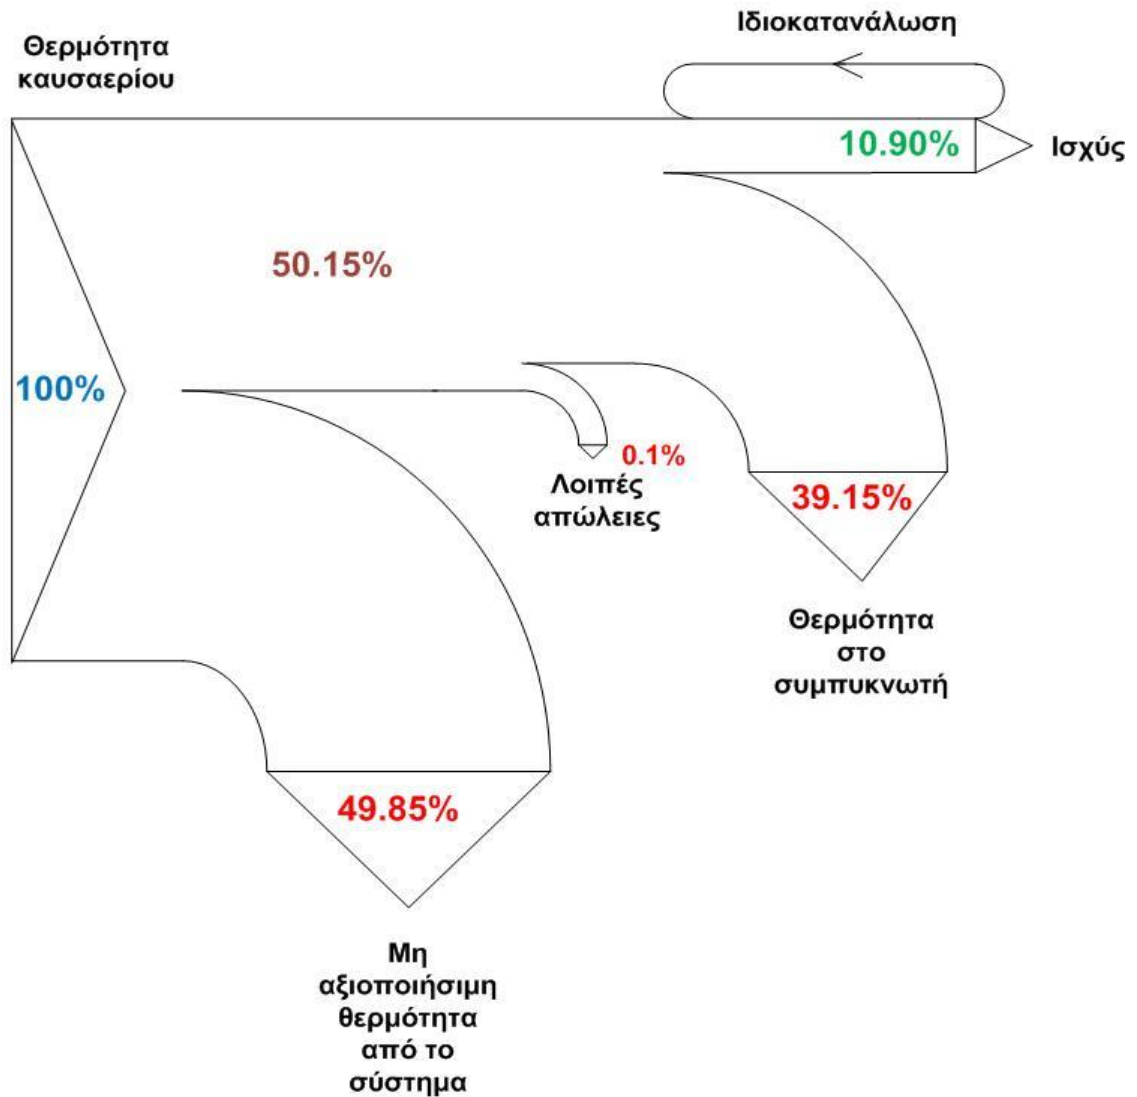 Ιδιοκατανάλωση
Θερμότητα
καυσαερίου
10.90%
Ισχύς
50.15%
100%
0.1%
Λοιπές
απώλειες
39.15%
Θερμότητα
στο
συμπυκνωτή
49.85%
Μη
αξιοποιήσιμη
θερμότητα
από το
σύστημα